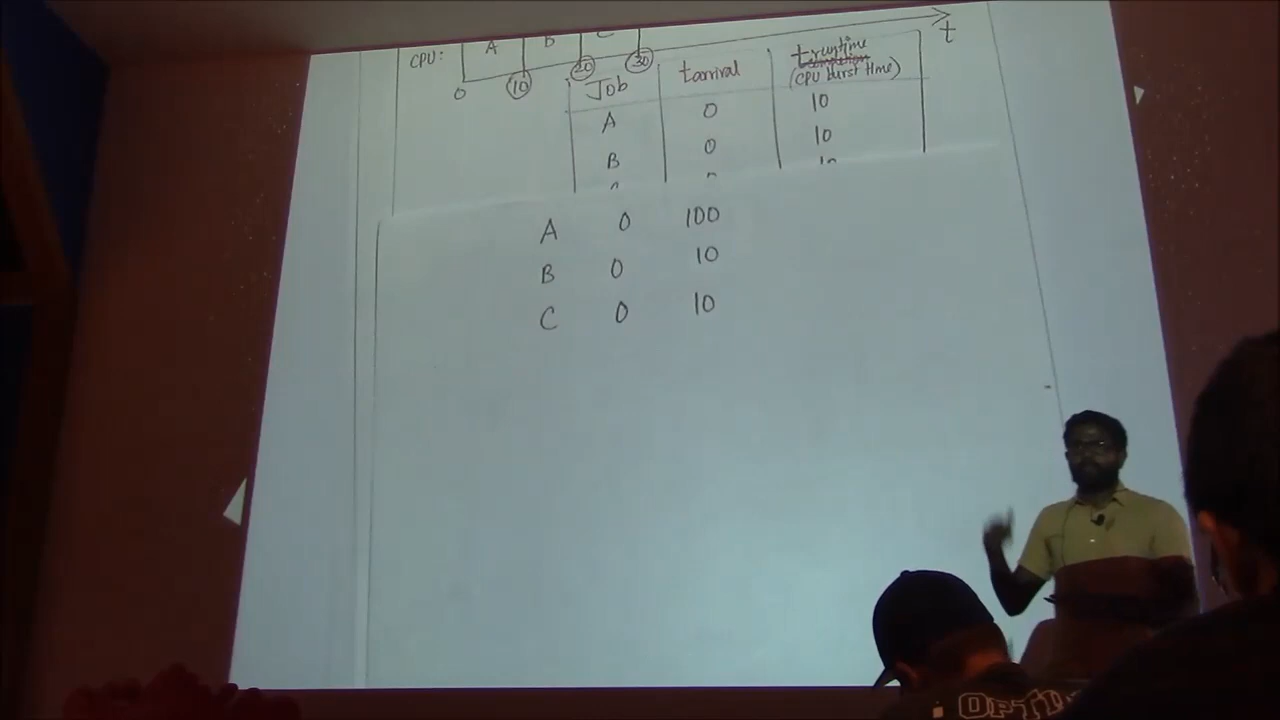 CPU: A B C
0 10 20 30 t
Job tarrival truntime
(CPU burst time)
A 0 10
B 0 10
A 0 100
B 0 10
C 0 10